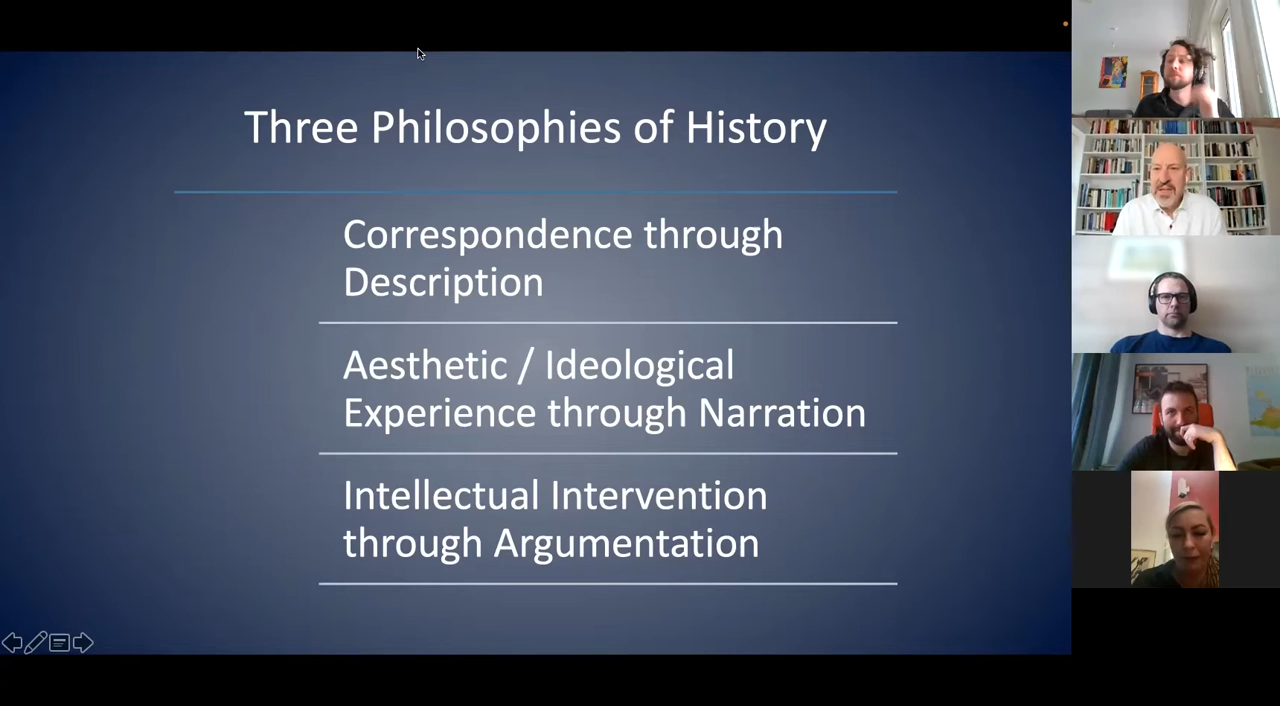 Three Philosophies of History
Correspondence through
Description
Aesthetic / Ideological
Experience through Narration
Intellectual Intervention
through Argumentation